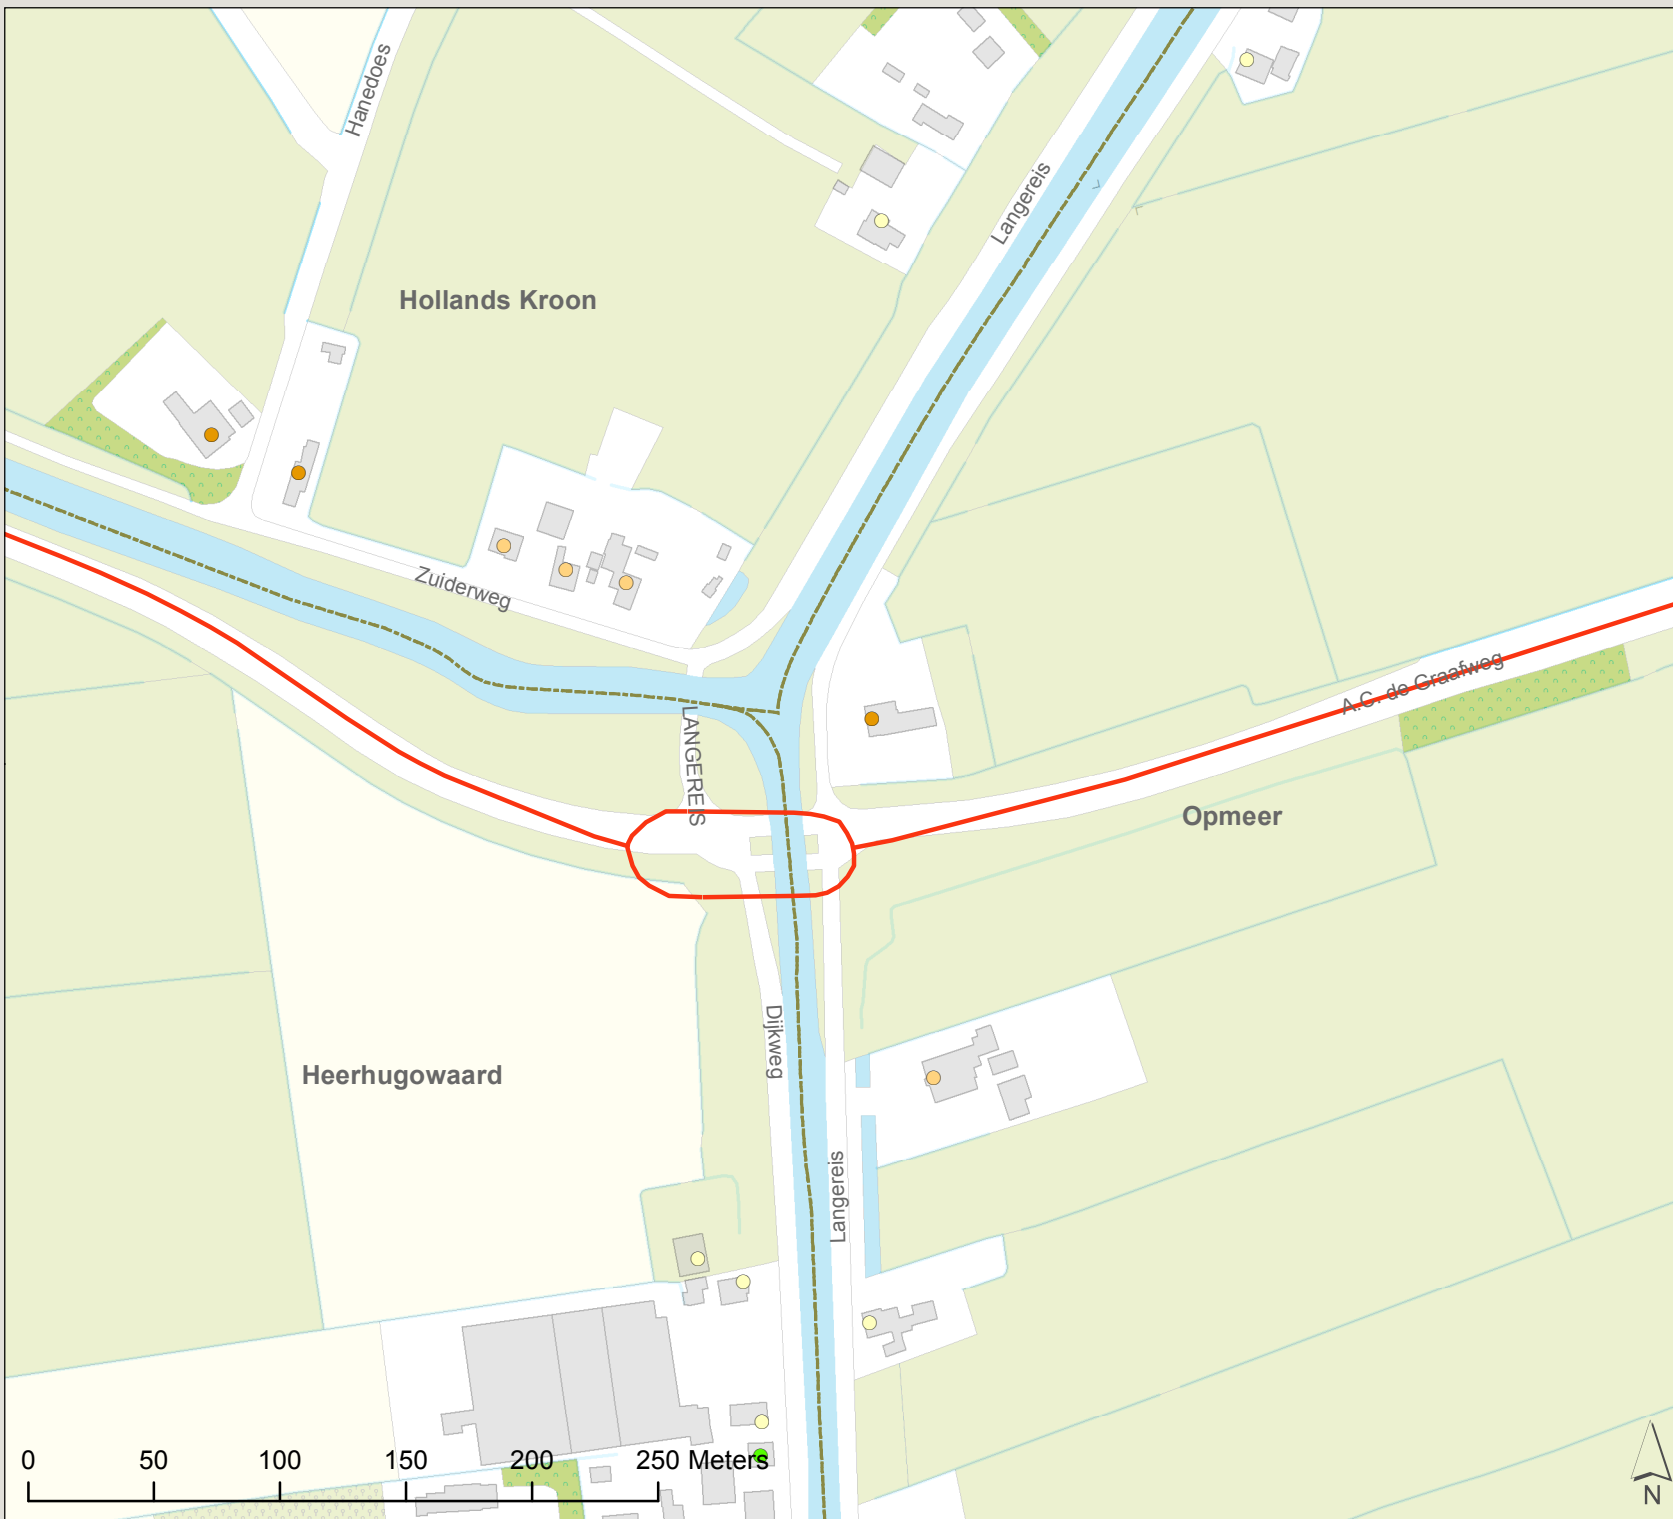 Hanedoes
Langereis
Hollands Kroon
Zuiderweg
A.C. de Graafweg
LANGEREIS
Opmeer
Dijkweg
Heerhugowaard
Langereis
0 50 100 150 200 250 Meters
N